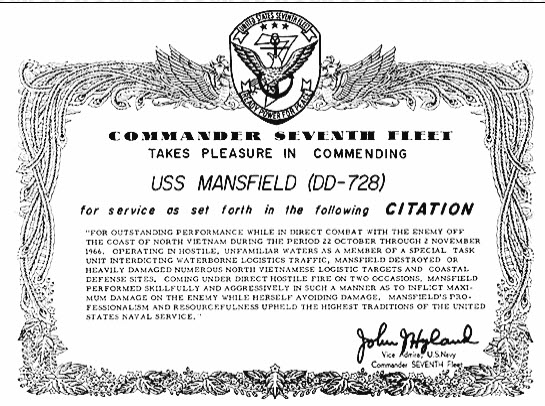 UNITED STATES SEVENTH FLEET
READY POWER FOR PEACE
COMMANDER SEVENTH FLEET
TAKES PLEASURE IN COMMENDING
USS MANSFIELD (DD-728)
for service as set forth in the following CITATION
"FOR OUTSTANDING PERFORMANCE WHILE IN DIRECT COMBAT WITH THE ENEMY OFF
THE COAST OF NORTH VIETNAM DURING THE PERIOD 22 OCTOBER THROUGH 2 NOVEMBER
1966. OPERATING IN HOSTILE, UNFAMILIAR WATERS AS A MEMBER OF A SPECIAL TASK
UNIT INTERDICTING WATERBORNE LOGISTICS TRAFFIC, MANSFIELD DESTROYED OR
HEAVILY DAMAGED NUMEROUS NORTH VIETNAMESE LOGISTIC TARGETS AND COASTAL
DEFENSE SITES. COMING UNDER DIRECT HOSTILE FIRE ON TWO OCCASIONS, MANSFIELD
PERFORMED SKILLFULLY AND AGGRESSIVELY IN SUCH A MANNER AS TO INFLICT MAXI-
MUM DAMAGE ON THE ENEMY WHILE HERSELF AVOIDING DAMAGE. MANSFIELD'S PRO-
FESSIONALISM AND RESOURCEFULNESS UPHELD THE HIGHEST TRADITIONS OF THE UNITED
STATES NAVAL SERVICE."
John J Hyland
Vice Admiral, U.S. Navy
Commander SEVENTH Fleet